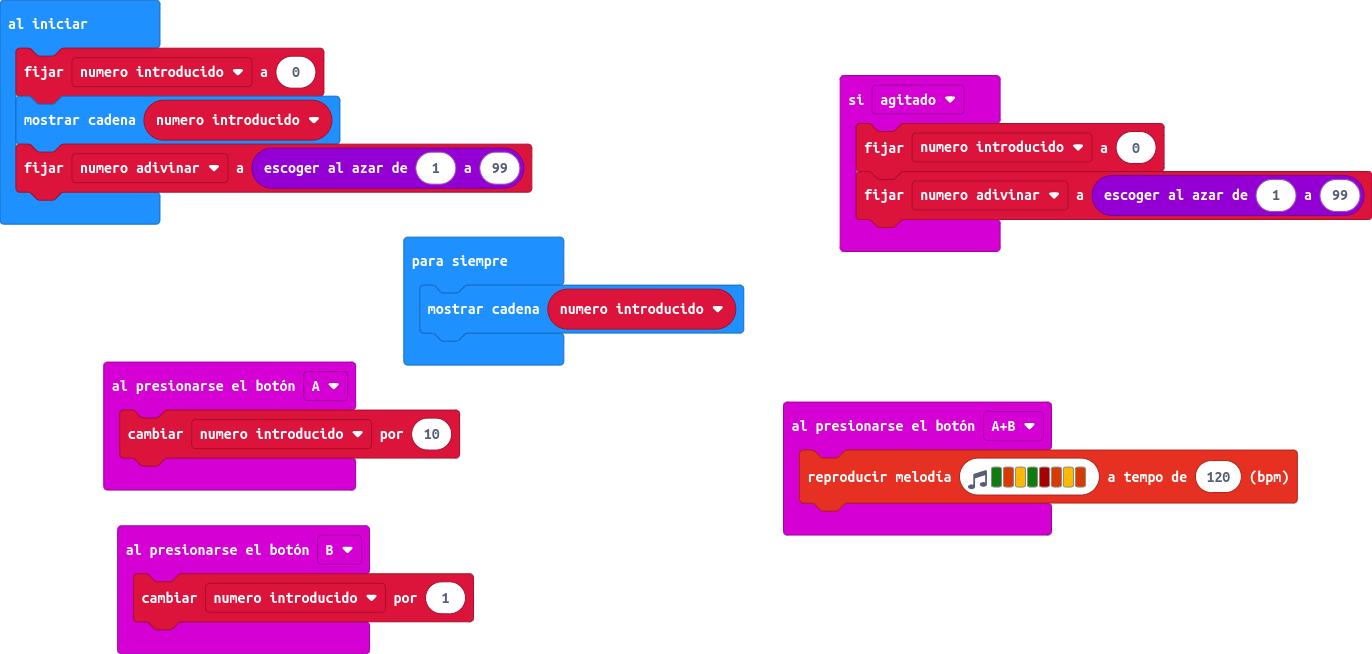 al iniciar
fijar numero introducido a 0
mostrar cadena numero introducido
fijar numero adivinar a escoger al azar de 1 a 99
si agitado
fijar numero introducido a 0
fijar numero adivinar a escoger al azar de 1 a 99
para siempre
mostrar cadena numero introducido
al presionarse el botón A
cambiar numero introducido por 10
al presionarse el botón A+B
reproducir melodía a tempo de 120 (bpm)
al presionarse el botón B
cambiar numero introducido por 1